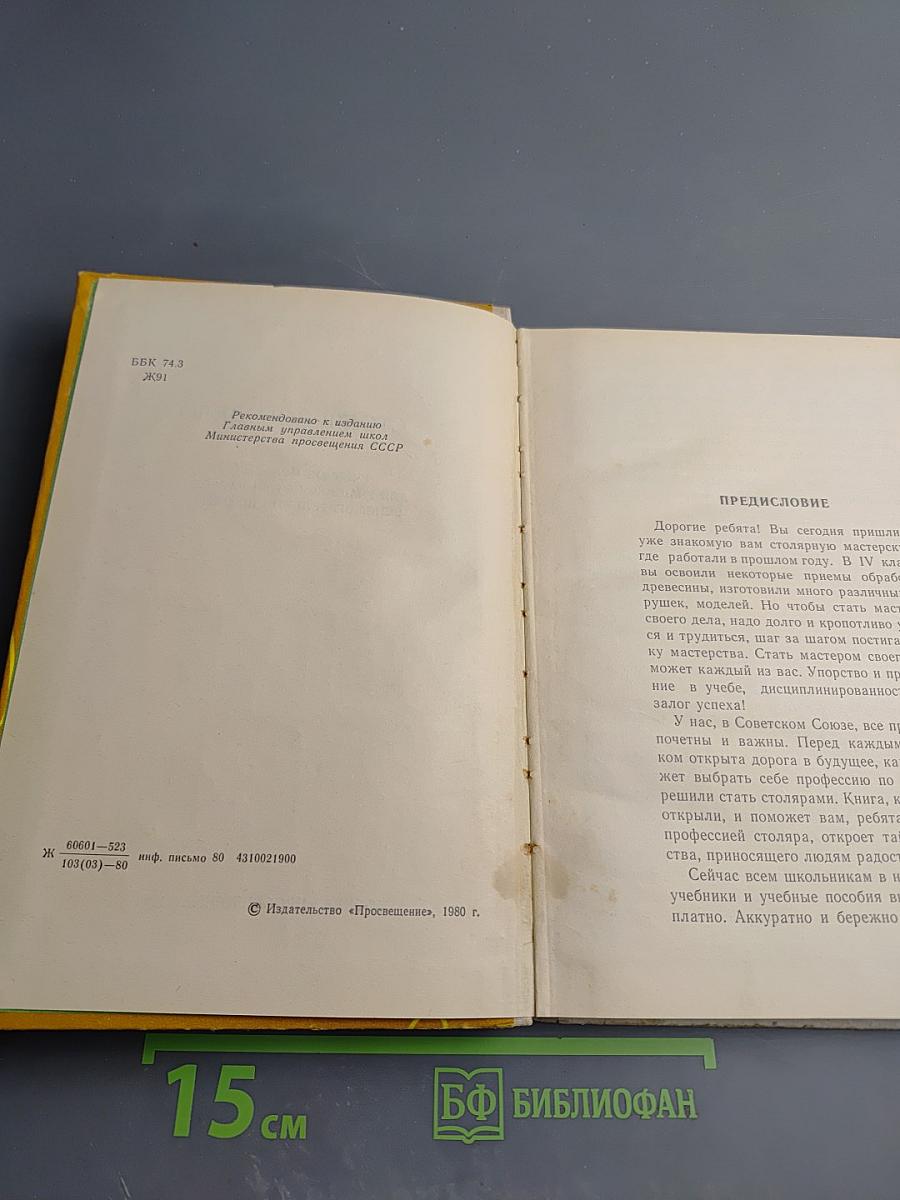 ББК 74.3
Ж91
Рекомендовано к изданию
Главным управлением школ
Министерства просвещения СССР
Ж 60601—523
103(03)—80
инф. письмо 80 4310021900
© Издательство «Просвещение», 1980 г.
ПРЕДИСЛОВИЕ
Дорогие ребята! Вы сегодня пришли
уже знакомую вам столярную мастерск
где работали в прошлом году. В IV кла
вы освоили некоторые приемы обрабо
древесины, изготовили много различны
рушек, моделей. Но чтобы стать маст
своего дела, надо долго и кропотливо у
ся и трудиться, шаг за шагом постига
ку мастерства. Стать мастером своег
может каждый из вас. Упорство и пр
ние в учебе, дисциплинированност
залог успеха!
У нас, в Советском Союзе, все пр
почетны и важны. Перед каждым
ком открыта дорога в будущее, ка
жет выбрать себе профессию по
решили стать столярами. Книга, к
открыли, и поможет вам, ребята
профессией столяра, откроет тай
ства, приносящего людям радост
Сейчас всем школьникам в н
учебники и учебные пособия вы
платно. Аккуратно и бережно
15 см
БФ БИБЛИОФАН